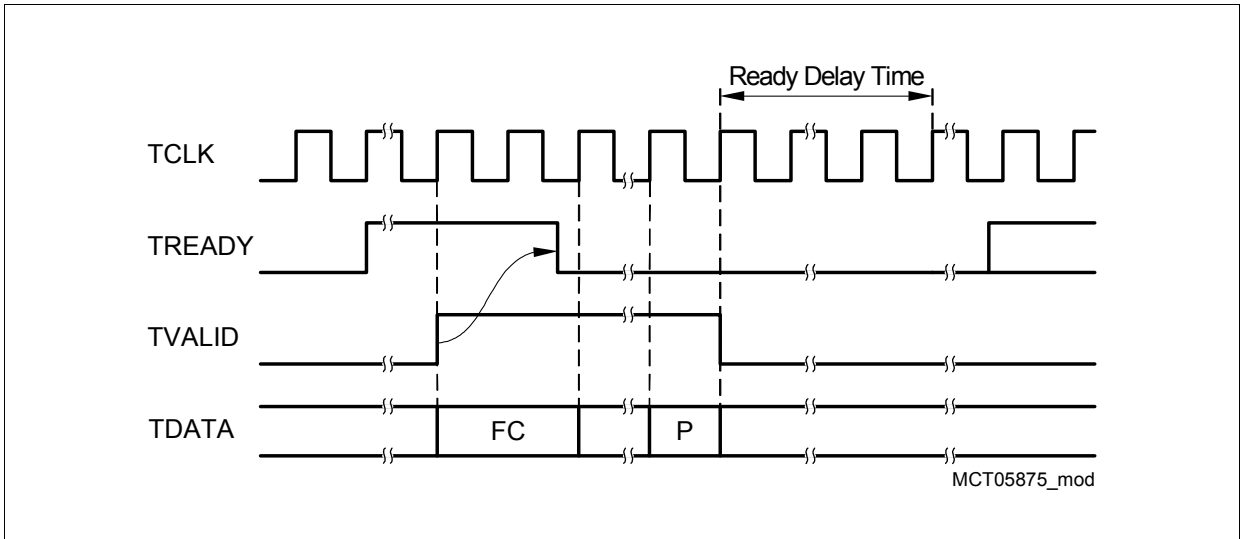 Ready Delay Time
TCLK
TREADY
TVALID
TDATA
FC
P
MCT05875_mod